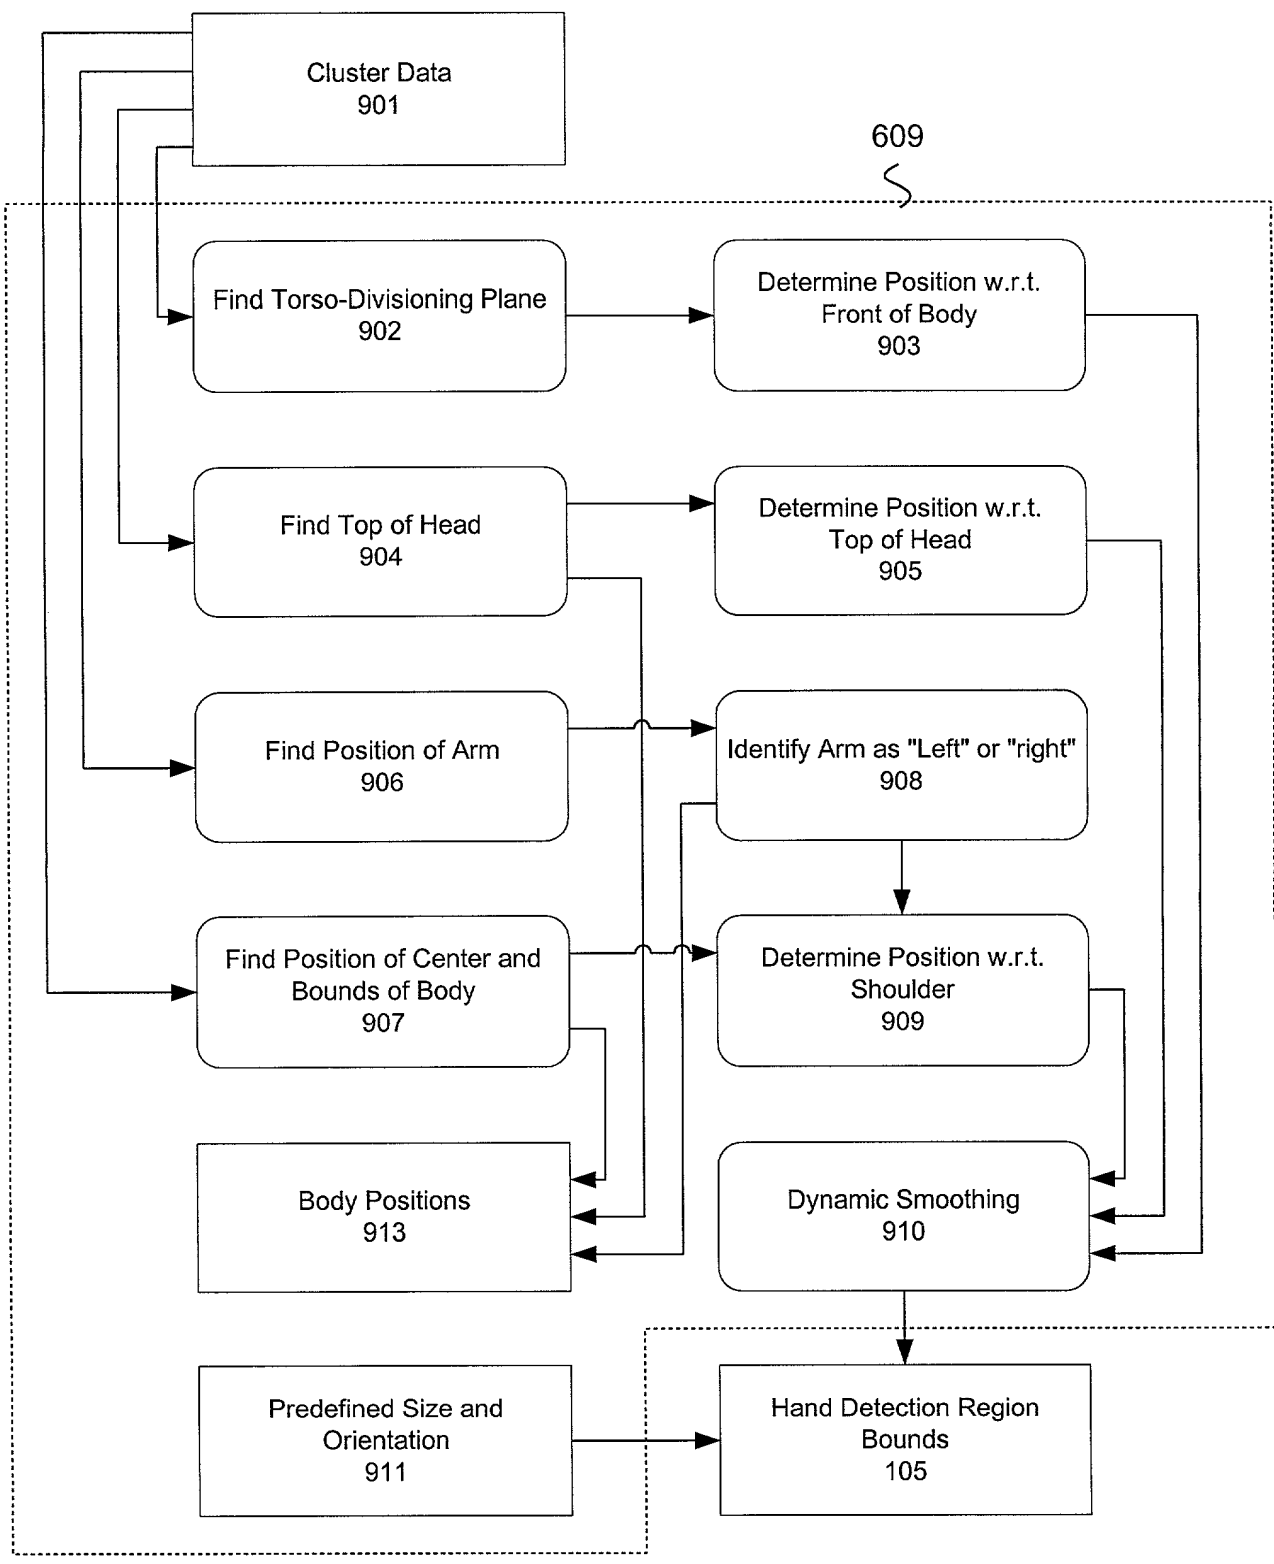 Cluster Data
901
609
Find Torso-Divisioning Plane
902
Determine Position w.r.t.
Front of Body
903
Find Top of Head
904
Determine Position w.r.t.
Top of Head
905
Find Position of Arm
906
Identify Arm as "Left" or "right"
908
Find Position of Center and
Bounds of Body
907
Determine Position w.r.t.
Shoulder
909
Body Positions
913
Dynamic Smoothing
910
Predefined Size and
Orientation
911
Hand Detection Region
Bounds
105